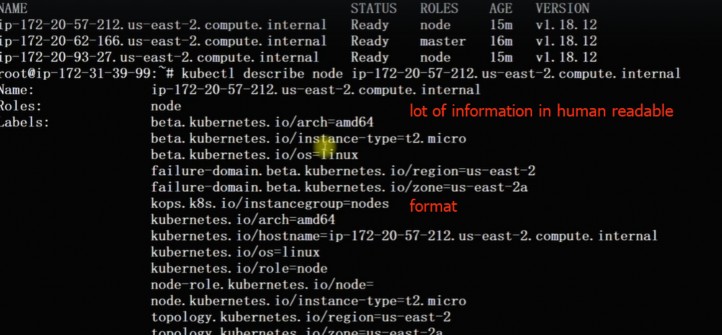 NAME STATUS ROLES AGE VERSION
ip-172-20-57-212.us-east-2.compute.internal Ready node 15m v1.18.12
ip-172-20-62-166.us-east-2.compute.internal Ready master 16m v1.18.12
ip-172-20-93-27.us-east-2.compute.internal Ready node 15m v1.18.12
root@ip-172-31-39-99:~# kubectl describe node ip-172-20-57-212.us-east-2.compute.internal
Name: ip-172-20-57-212.us-east-2.compute.internal
Roles: node
lot of information in human readable
Labels: beta.kubernetes.io/arch=amd64
beta.kubernetes.io/instance-type=t2.micro
beta.kubernetes.io/os=linux
failure-domain.beta.kubernetes.io/region=us-east-2
failure-domain.beta.kubernetes.io/zone=us-east-2a
kops.k8s.io/instancegroup=nodes format
kubernetes.io/arch=amd64
kubernetes.io/hostname=ip-172-20-57-212.us-east-2.compute.internal
kubernetes.io/os=linux
kubernetes.io/role=node
node-role.kubernetes.io/node=
node.kubernetes.io/instance-type=t2.micro
topology.kubernetes.io/region=us-east-2
topology.kubernetes.io/zone=us-east-2a